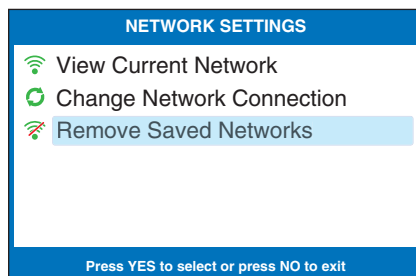 NETWORK SETTINGS
View Current Network
Change Network Connection
Remove Saved Networks
Press YES to select or press NO to exit